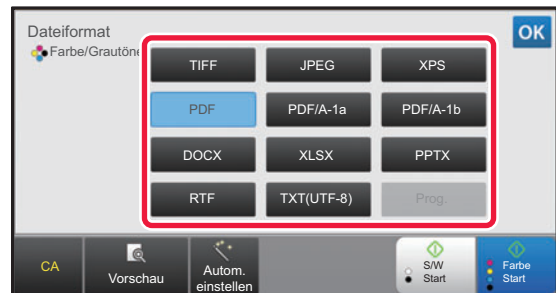 Dateiformat
OK
Farbe/Grautöne
TIFF
JPEG
XPS
PDF
PDF/A-1a
PDF/A-1b
DOCX
XLSX
PPTX
RTF
TXT(UTF-8)
Prog.
CA
Vorschau
Autom.
einstellen
S/W
Start
Farbe
Start